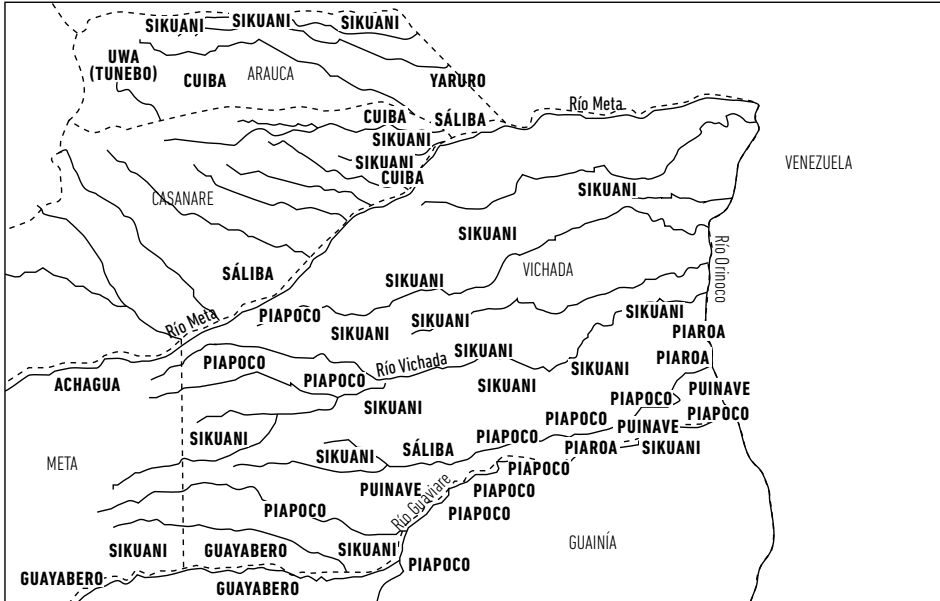 SIKUANI
SIKUANI
SIKUANI
UWA
(TUNEBO)
CUIBA
ARAUCA
YARURO
Río Meta
CUIBA
SÁLIBA
SIKUANI
SIKUANI
CUIBA
VENEZUELA
SIKUANI
CASANARE
SIKUANI
Río Orinoco
SÁLIBA
SIKUANI
VICHADA
PIAPOCO
Río Meta
SIKUANI
SIKUANI
SIKUANI
PIAROA
PIAPOCO
Río Vichada
SIKUANI
PIAROA
ACHAGUA
PIAPOCO
SIKUANI
SIKUANI
PUINAVE
SIKUANI
PIAPOCO
PIAPOCO
SIKUANI
PIAPOCO
PUINAVE
META
SIKUANI
SÁLIBA
PIAPOCO
PIAROA
SIKUANI
PIAPOCO
PUINAVE
PIAPOCO
Río Guaviare
PIAPOCO
PIAPOCO
GUAINÍA
SIKUANI
GUAYABERO
SIKUANI
PIAPOCO
GUAYABERO
GUAYABERO